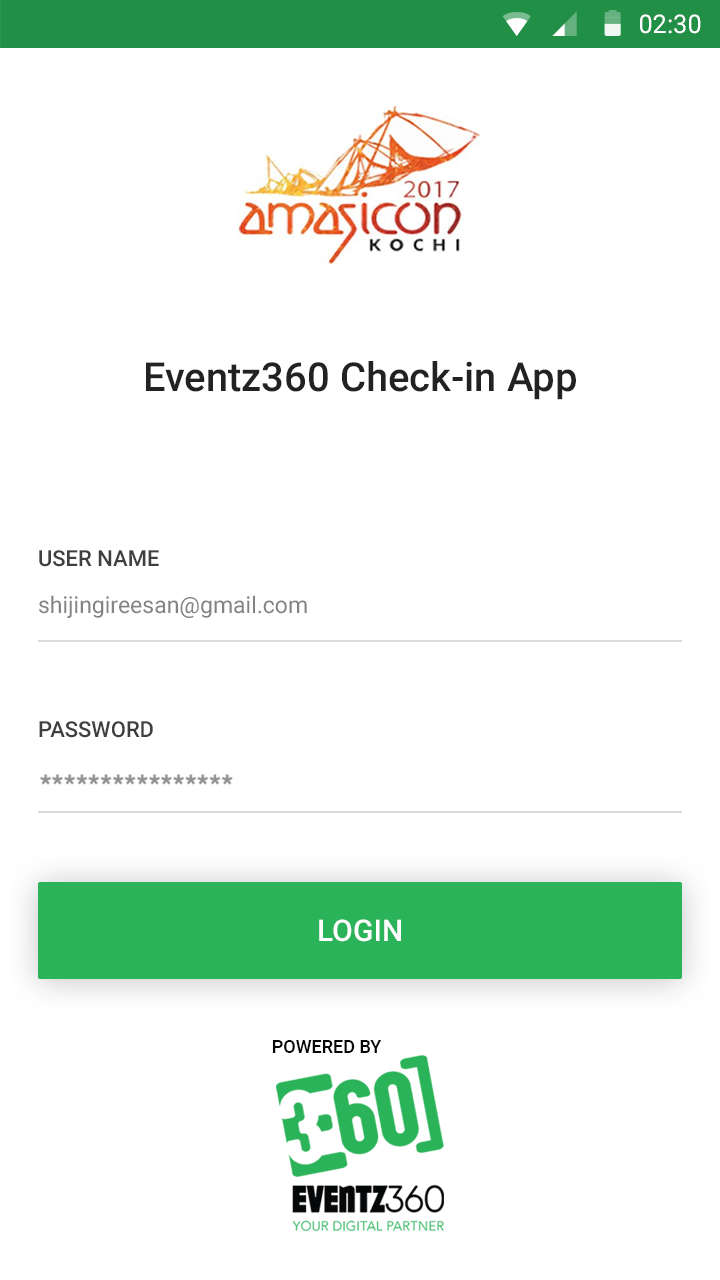 02:30
2017
amasicon
KOCHI
Eventz360 Check-in App
USER NAME
shijingireesan@gmail.com
PASSWORD
****************
LOGIN
POWERED BY
360
EVENTZ360
YOUR DIGITAL PARTNER